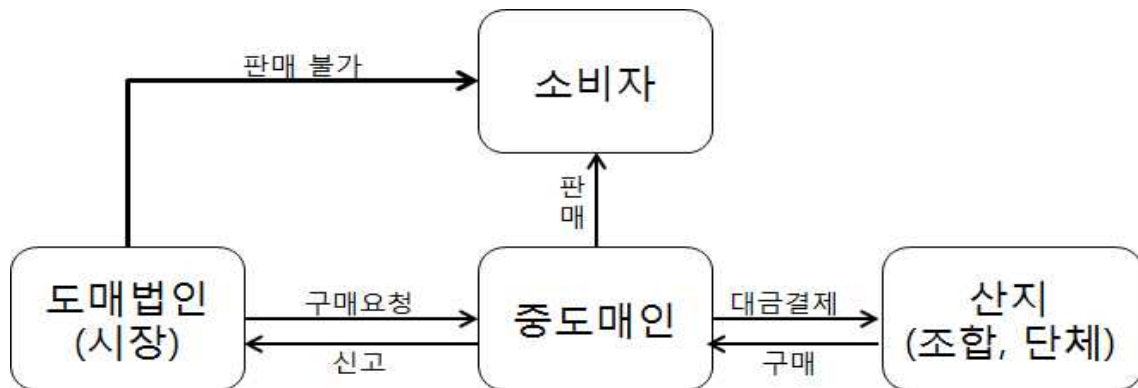 판매 불가
소비자
판
매
도매법인
(시장)
구매요청
신고
중도매인
대금결제
구매
산지
(조합, 단체)